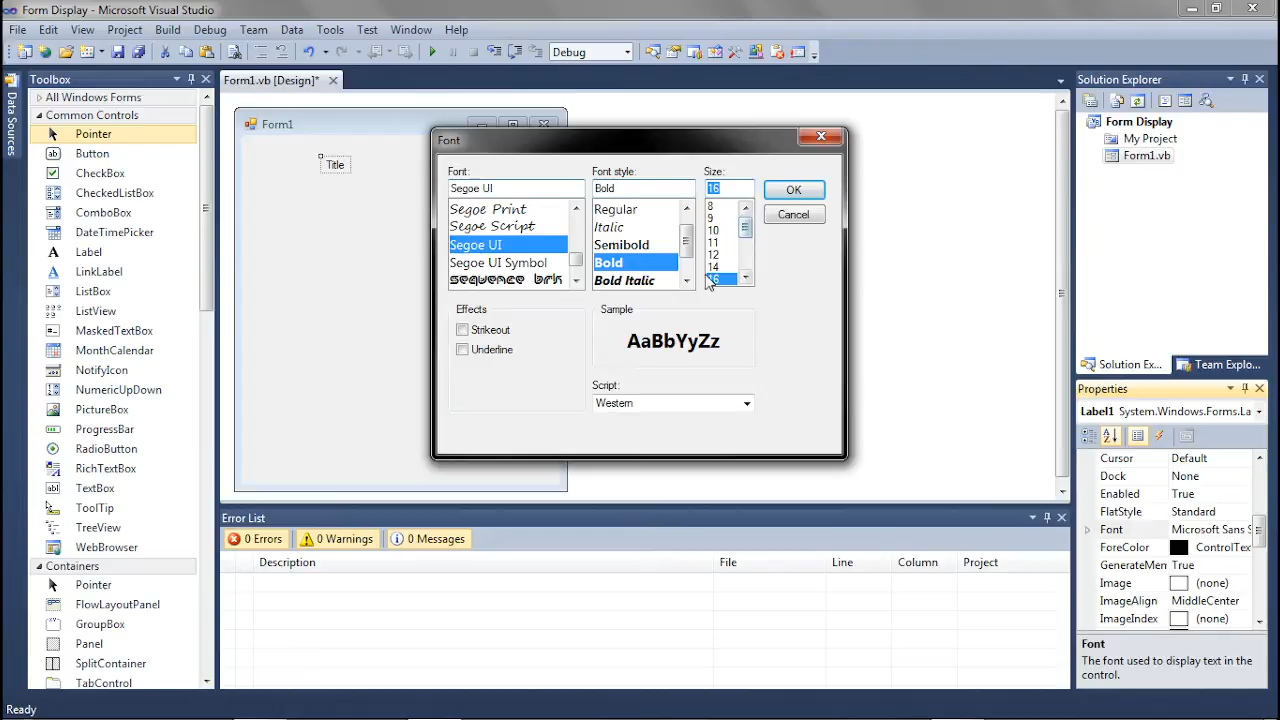 Form Display - Microsoft Visual Studio
File Edit View Project Build Debug Team Data Tools Test Window Help
Debug
Data Sources
Toolbox
All Windows Forms
Common Controls
Pointer
Button
CheckBox
CheckedListBox
ComboBox
DateTimePicker
Label
LinkLabel
ListBox
ListView
MaskedTextBox
MonthCalendar
NotifyIcon
NumericUpDown
PictureBox
ProgressBar
RadioButton
RichTextBox
TextBox
ToolTip
TreeView
WebBrowser
Containers
Pointer
FlowLayoutPanel
GroupBox
Panel
SplitContainer
TabControl
Form1.vb [Design]*
Form1
Title
Font
Font:
Segoe UI
Segoe Print
Segoe Script
Segoe UI
Segoe UI Symbol
sequence brk
Font style:
Bold
Regular
Italic
Semibold
Bold
Bold Italic
Size:
16
8
9
10
11
12
14
16
OK
Cancel
Effects
Strikeout
Underline
Sample
AaBbYyZz
Script:
Western
Error List
0 Errors 0 Warnings 0 Messages
Description File Line Column Project
Solution Explorer
Form Display
My Project
Form1.vb
Solution Ex... Team Explo...
Properties
Label1 System.Windows.Forms.La
Cursor Default
Dock None
Enabled True
FlatStyle Standard
Font Microsoft Sans S
ForeColor ControlTex
GenerateMem True
Image (none)
ImageAlign MiddleCenter
ImageIndex (none)
Font
The font used to display text in the
control.
Ready